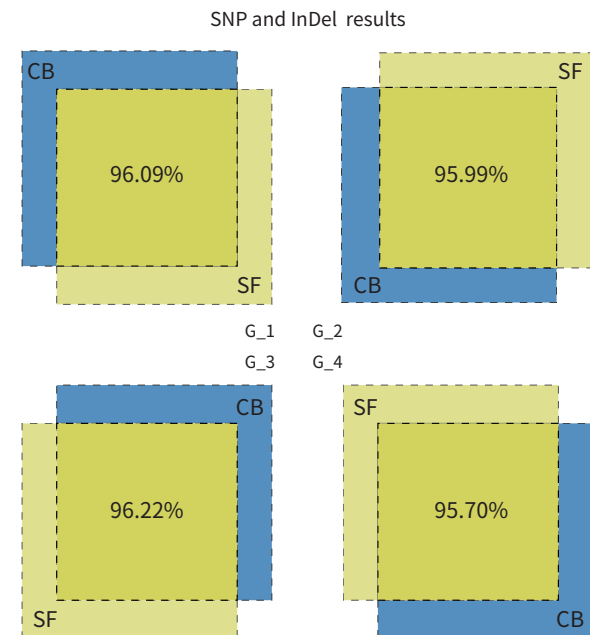 SNP and InDel results
CB
SF
96.09%
95.99%
SF
CB
G_1 G_2
G_3 G_4
CB
SF
96.22%
95.70%
SF
CB